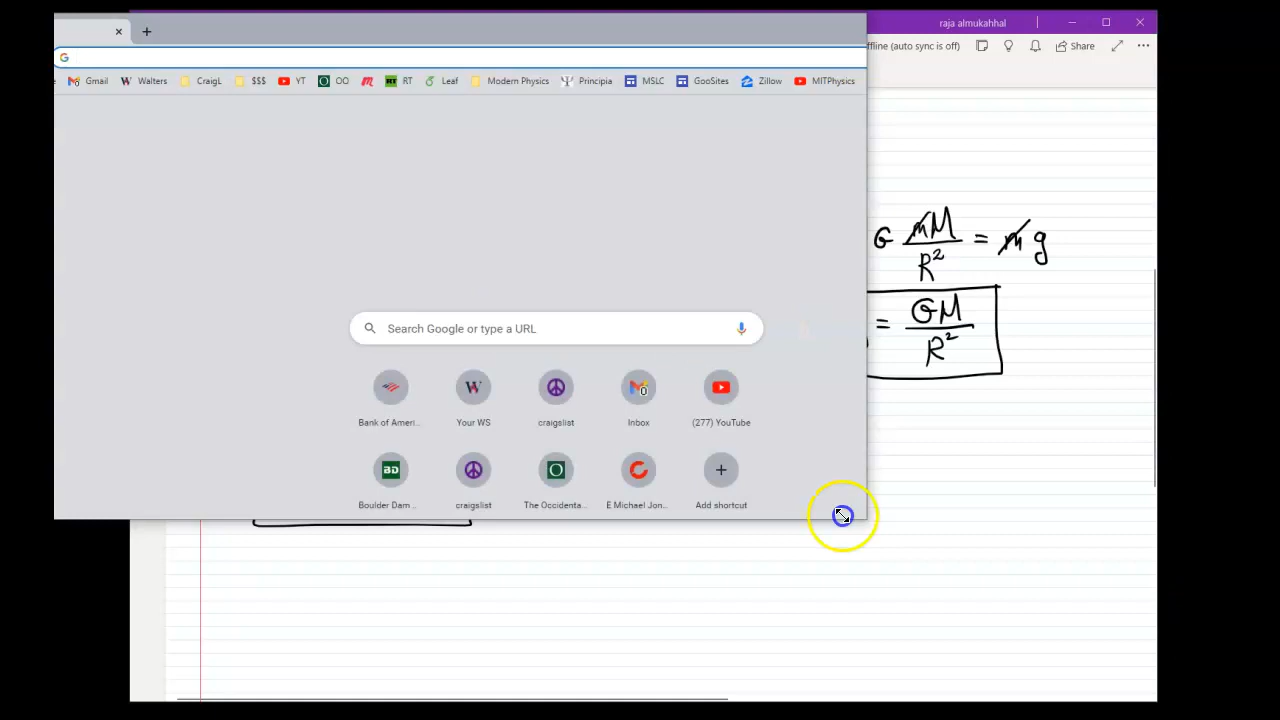 raja almukahhal
ffline (auto sync is off) Share
Gmail Walters CraigL $$$ YT OO RT Leaf Modern Physics Principia MSLC GooSites Zillow MITPhysics
G mM / R² = m g
= GM / R²
Search Google or type a URL
Bank of Ameri... Your WS craigslist Inbox (277) YouTube
Boulder Dam ... craigslist The Occidenta... E Michael Jon... Add shortcut